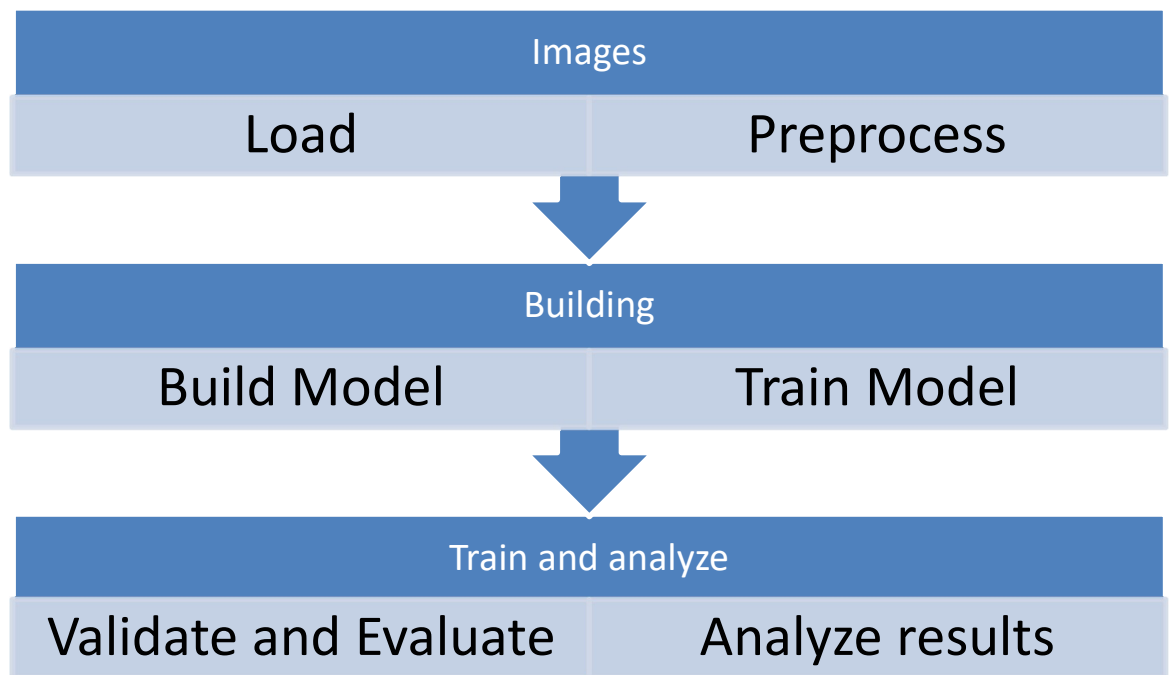 Images
Load Preprocess
Building
Build Model Train Model
Train and analyze
Validate and Evaluate Analyze results